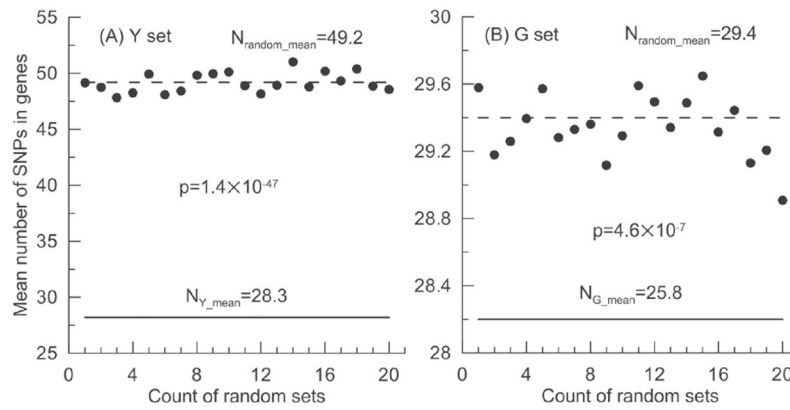 (A) Y set
N_random_mean=49.2
55
50
45
40
35
30
25
p=1.4×10^-47
N_Y_mean=28.3
0 4 8 12 16 20
Count of random sets
Mean number of SNPs in genes
(B) G set
N_random_mean=29.4
30
29.6
29.2
28.8
28.4
28
p=4.6×10^-7
N_G_mean=25.8
0 4 8 12 16 20
Count of random sets